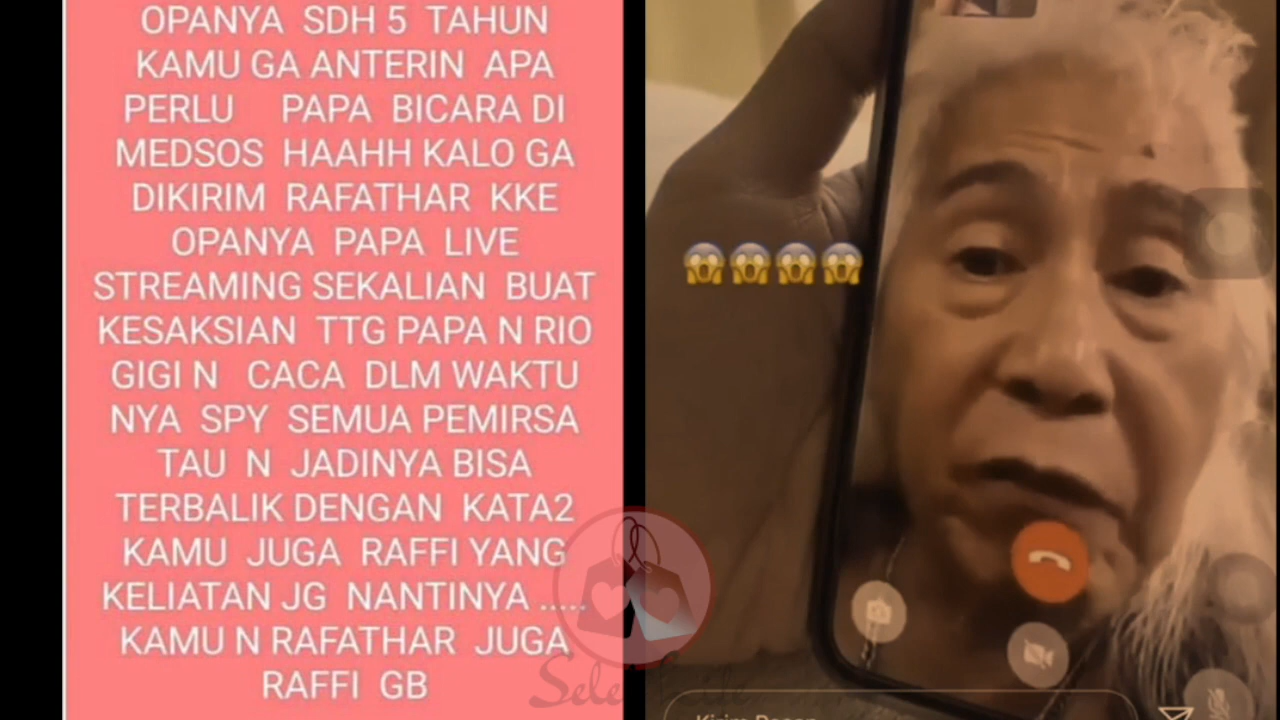 OPANYA SDH 5 TAHUN
KAMU GA ANTERIN APA
PERLU PAPA BICARA DI
MEDSOS HAAHH KALO GA
DIKIRIM RAFATHAR KKE
OPANYA PAPA LIVE
STREAMING SEKALIAN BUAT
KESAKSIAN TTG PAPA N RIO
GIGI N CACA DLM WAKTU
NYA SPY SEMUA PEMIRSA
TAU N JADINYA BISA
TERBALIK DENGAN KATA2
KAMU JUGA RAFFI YANG
KELIATAN JG NANTINYA .....
KAMU N RAFATHAR JUGA
RAFFI GB
Kirim Pesan